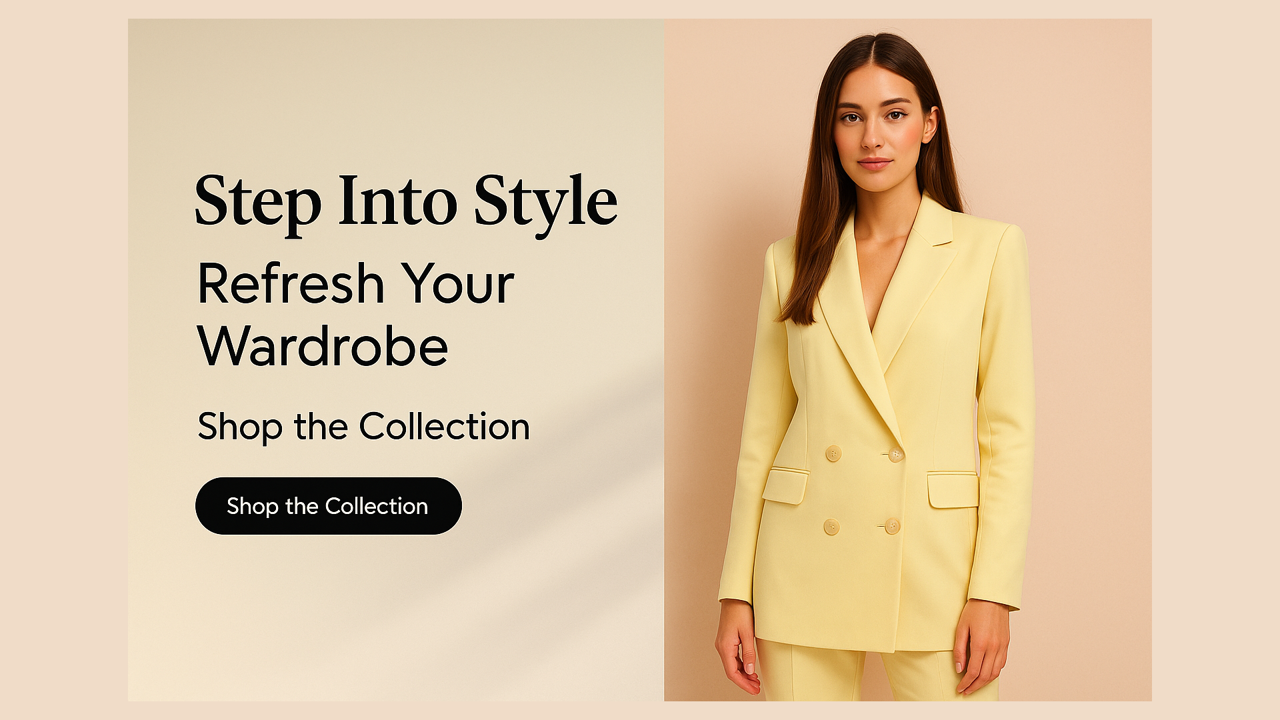 Step Into Style
Refresh Your
Wardrobe
Shop the Collection
Shop the Collection